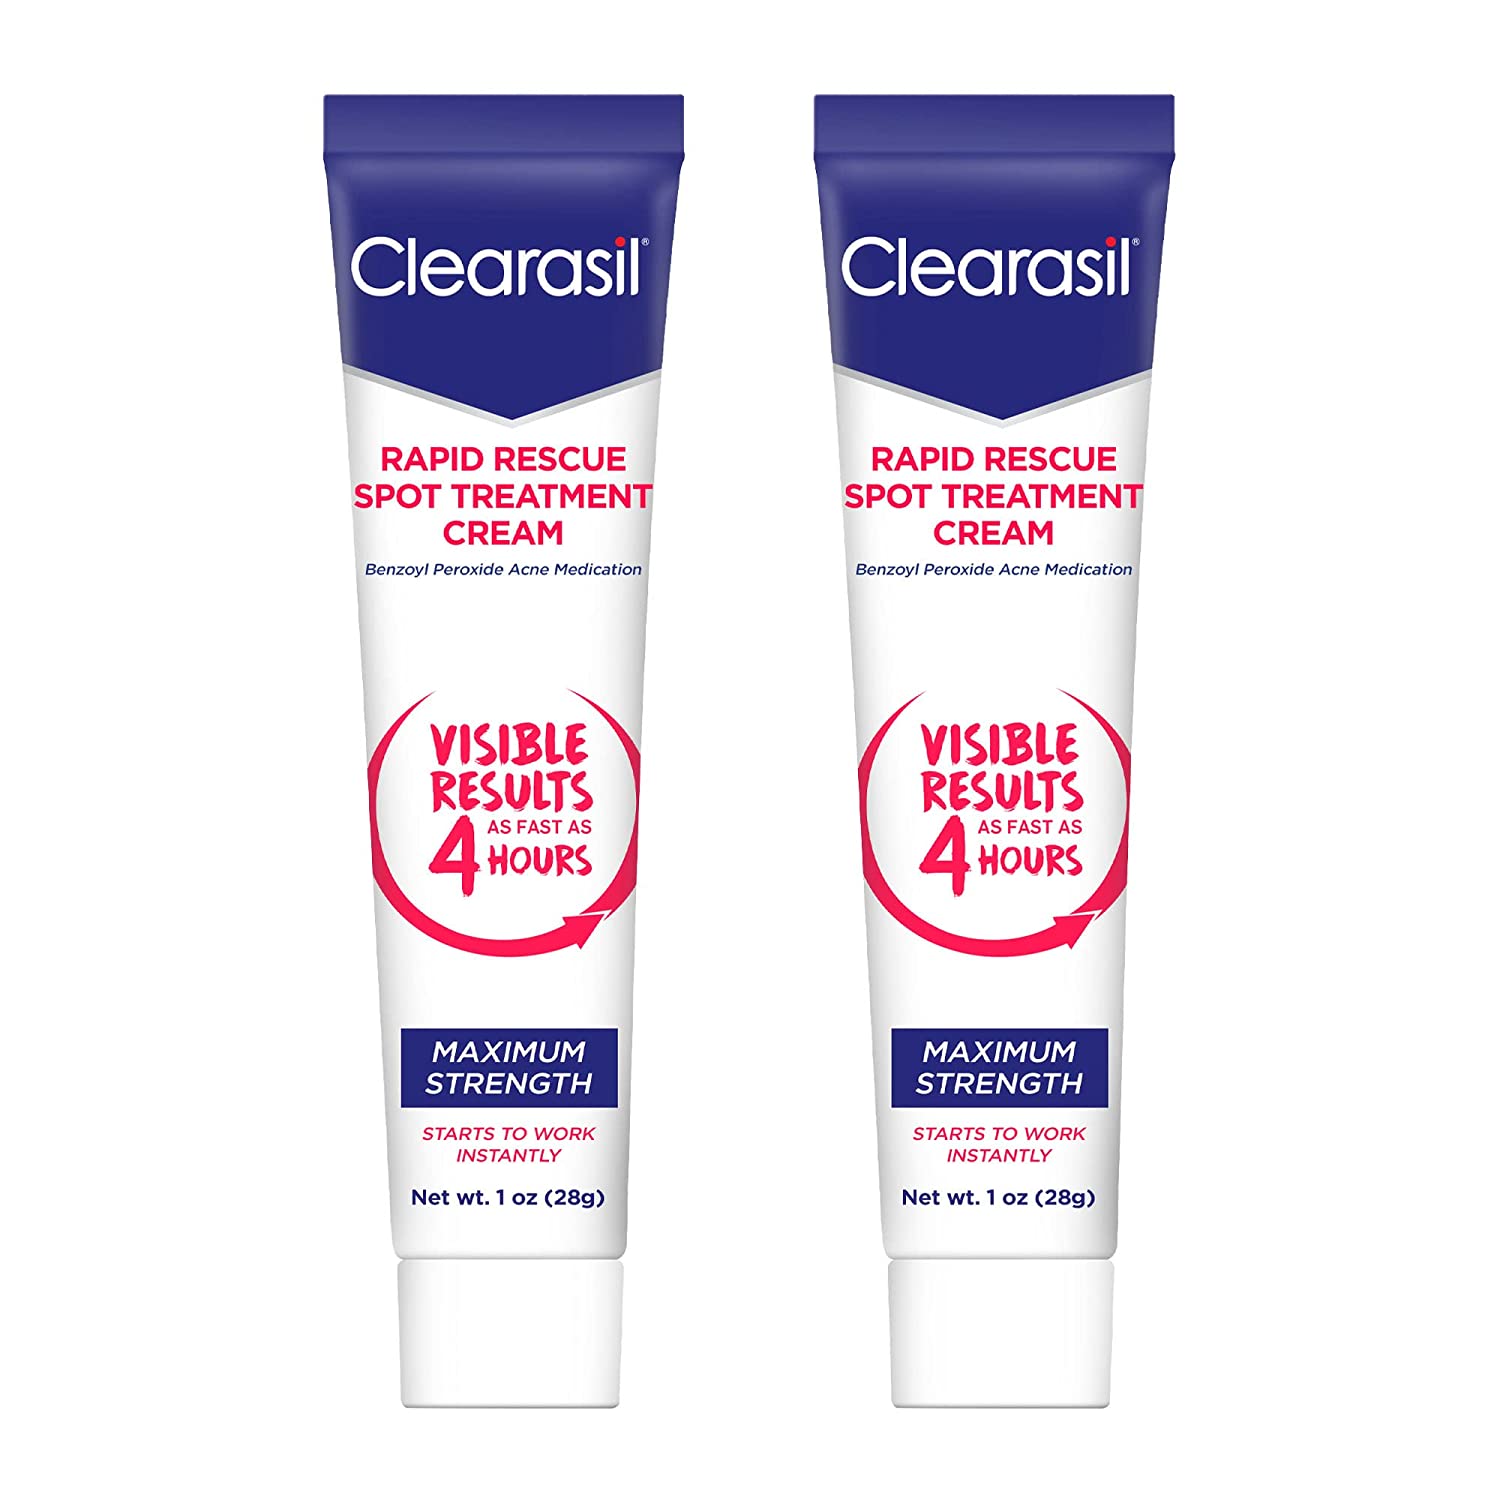 Clearasil®
RAPID RESCUE
SPOT TREATMENT
CREAM
Benzoyl Peroxide Acne Medication
VISIBLE
RESULTS
AS FAST AS
4 HOURS
MAXIMUM
STRENGTH
STARTS TO WORK
INSTANTLY
Net wt. 1 oz (28g)
Clearasil®
RAPID RESCUE
SPOT TREATMENT
CREAM
Benzoyl Peroxide Acne Medication
VISIBLE
RESULTS
AS FAST AS
4 HOURS
MAXIMUM
STRENGTH
STARTS TO WORK
INSTANTLY
Net wt. 1 oz (28g)